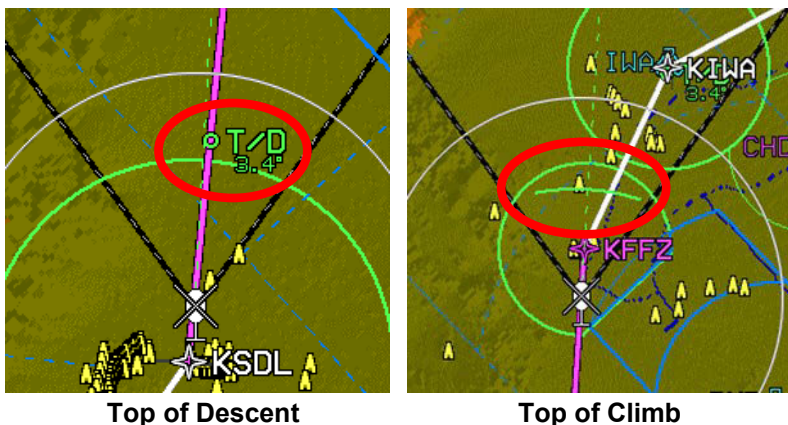 T/D
3.4°
KSDL
Top of Descent
IWA
KIWA
3.4°
CHD
KFFZ
Top of Climb